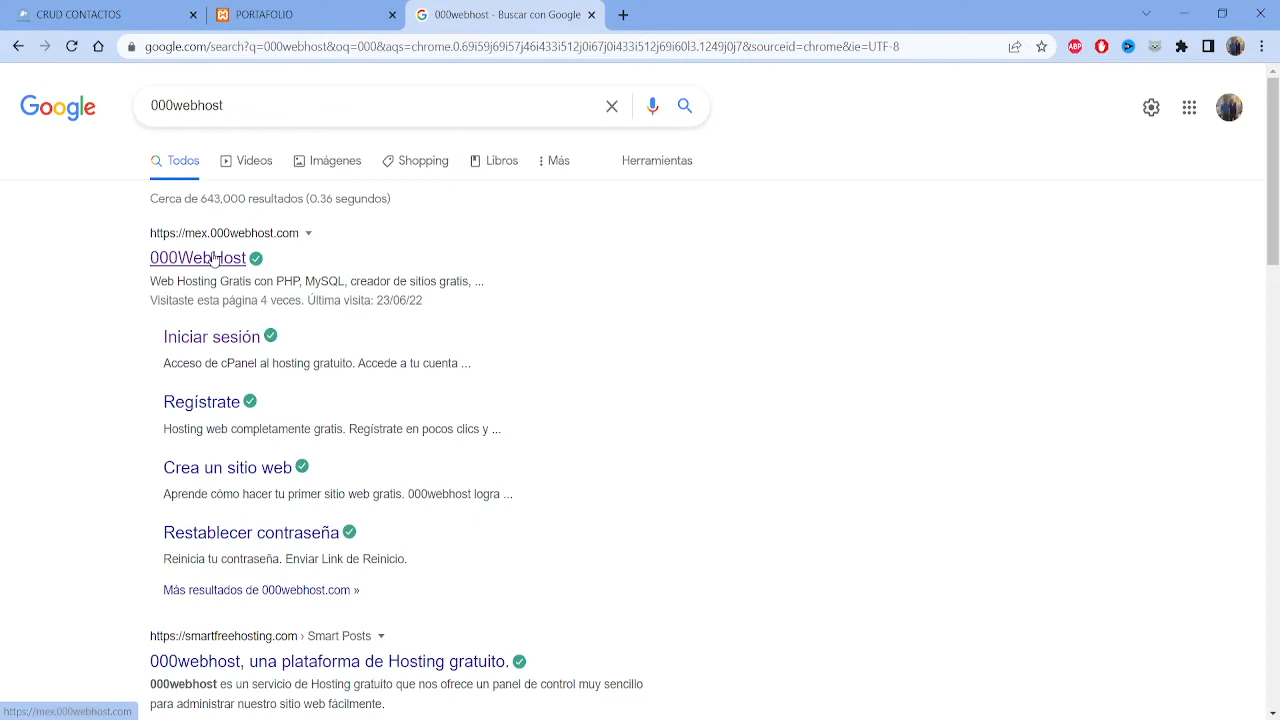 CRUD CONTACTOS
PORTAFOLIO
000webhost - Buscar con Google
google.com/search?q=000webhost&oq=000&aqs=chrome.0.69i59j69i57j46i433i512j0i67j0i433i512j69i60l3.1249j0j7&sourceid=chrome&ie=UTF-8
ABP
Google
000webhost
Todos
Videos
Imágenes
Shopping
Libros
Más
Herramientas
Cerca de 643,000 resultados (0.36 segundos)
https://mex.000webhost.com
000WebHost
Web Hosting Gratis con PHP, MySQL, creador de sitios gratis, ...
Visitaste esta página 4 veces. Última visita: 23/06/22
Iniciar sesión
Acceso de cPanel al hosting gratuito. Accede a tu cuenta ...
Regístrate
Hosting web completamente gratis. Regístrate en pocos clics y ...
Crea un sitio web
Aprende cómo hacer tu primer sitio web gratis. 000webhost logra ...
Restablecer contraseña
Reinicia tu contraseña. Enviar Link de Reinicio.
Más resultados de 000webhost.com »
https://smartfreehosting.com › Smart Posts
000webhost, una plataforma de Hosting gratuito.
000webhost es un servicio de Hosting gratuito que nos ofrece un panel de control muy sencillo
para administrar nuestro sitio web fácilmente.
https://mex.000webhost.com